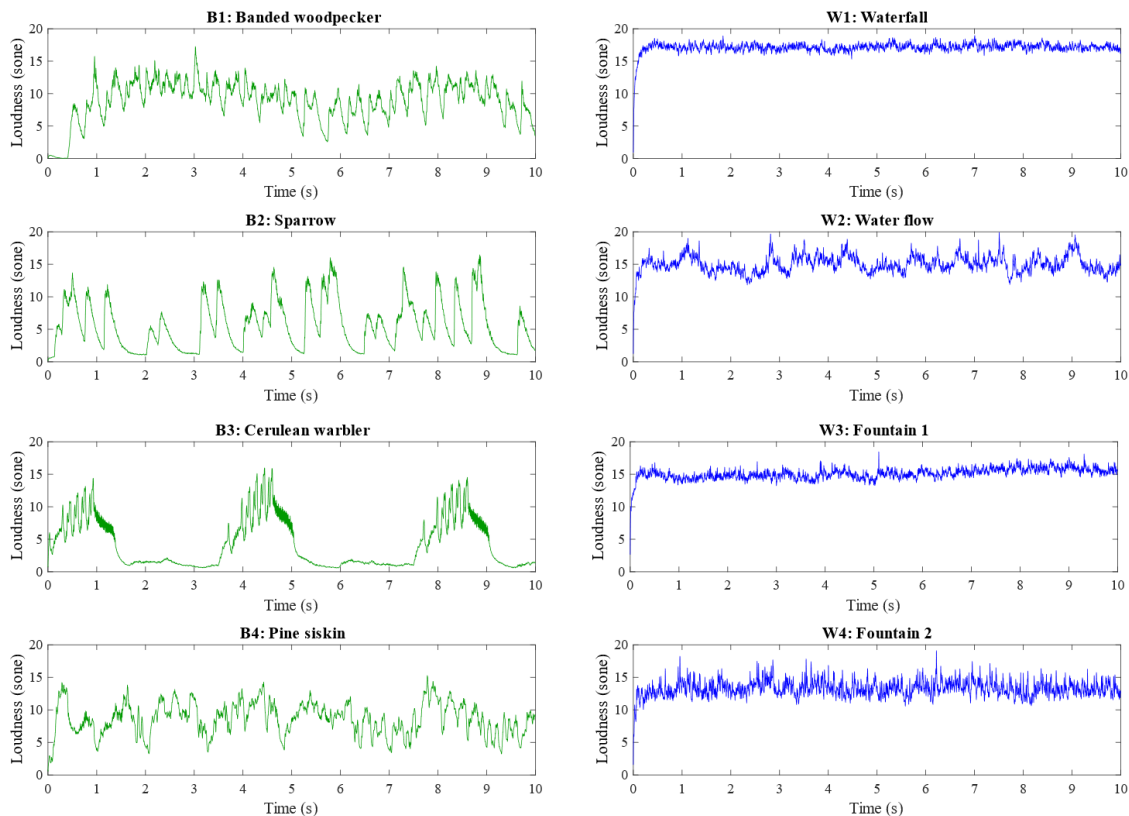 B1: Banded woodpecker
20
15
10
5
0
Loudness (sone)
0 1 2 3 4 5 6 7 8 9 10
Time (s)
W1: Waterfall
20
15
10
5
0
Loudness (sone)
0 1 2 3 4 5 6 7 8 9 10
Time (s)
B2: Sparrow
20
15
10
5
0
Loudness (sone)
0 1 2 3 4 5 6 7 8 9 10
Time (s)
W2: Water flow
20
15
10
5
0
Loudness (sone)
0 1 2 3 4 5 6 7 8 9 10
Time (s)
B3: Cerulean warbler
20
15
10
5
0
Loudness (sone)
0 1 2 3 4 5 6 7 8 9 10
Time (s)
W3: Fountain 1
20
15
10
5
0
Loudness (sone)
0 1 2 3 4 5 6 7 8 9 10
Time (s)
B4: Pine siskin
20
15
10
5
0
Loudness (sone)
0 1 2 3 4 5 6 7 8 9 10
Time (s)
W4: Fountain 2
20
15
10
5
0
Loudness (sone)
0 1 2 3 4 5 6 7 8 9 10
Time (s)